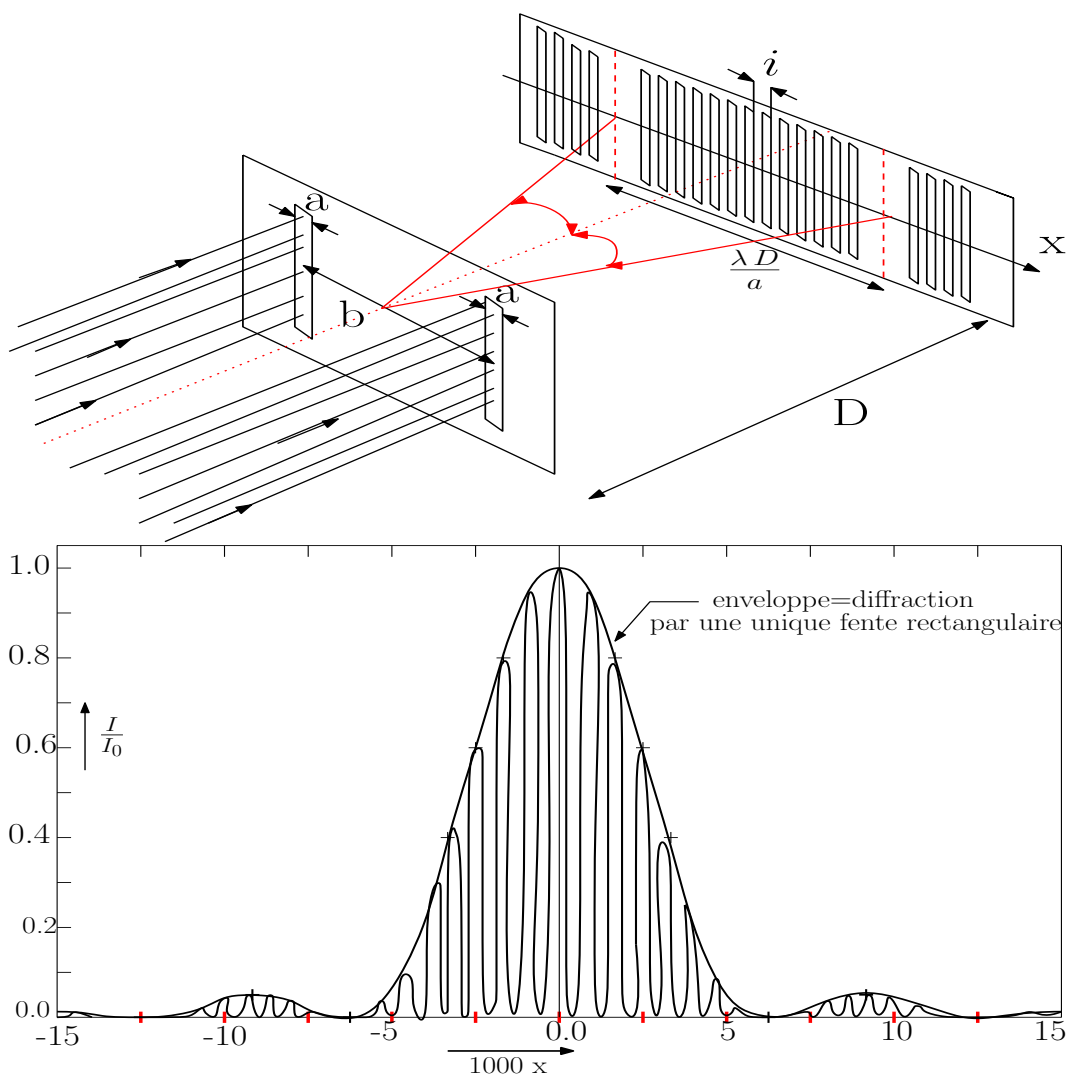 i
a
x
λ D
a
a
b
D
1.0
enveloppe=diffraction
par une unique fente rectangulaire
0.8
I
I0
0.6
0.4
0.2
0.0
-15 -10 -5 0.0 5 10 15
1000 x